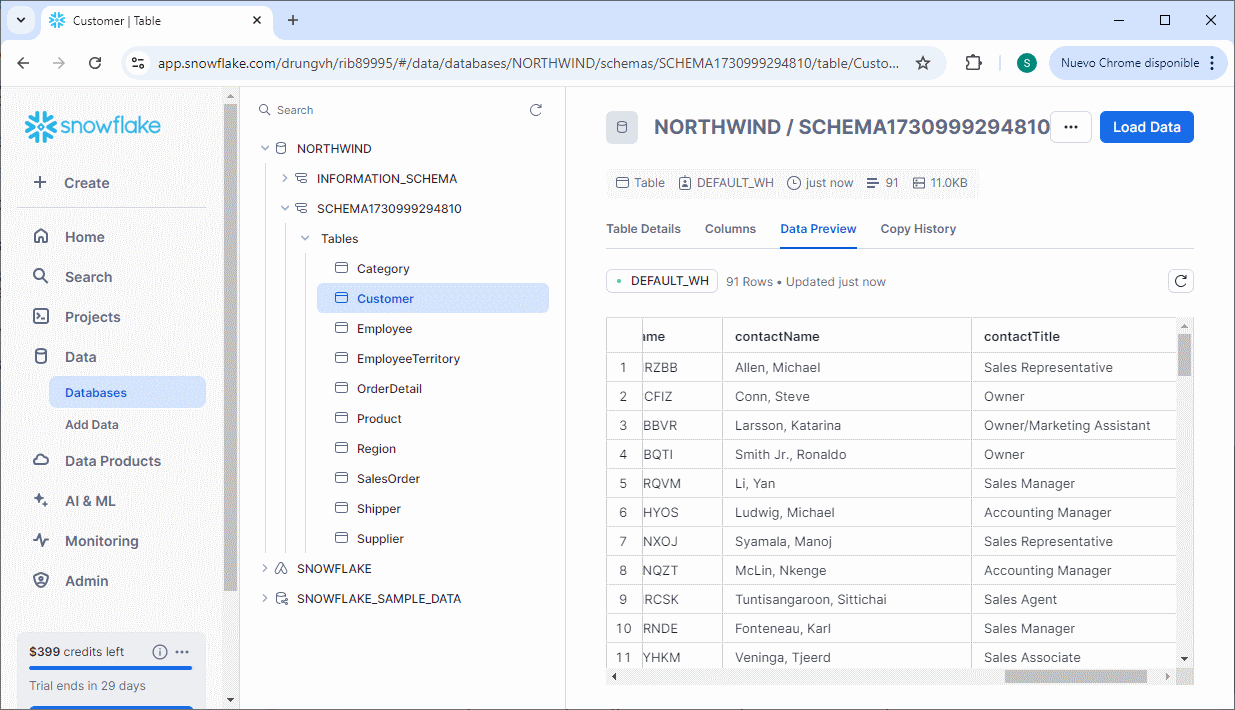 Customer | Table
app.snowflake.com/drungvh/rib89995/#/data/databases/NORTHWIND/schemas/SCHEMA1730999294810/table/Custo...
S
Nuevo Chrome disponible
snowflake
Create
Home
Search
Projects
Data
Databases
Add Data
Data Products
AI & ML
Monitoring
Admin
$399 credits left
Trial ends in 29 days
Search
NORTHWIND
INFORMATION_SCHEMA
SCHEMA1730999294810
Tables
Category
Customer
Employee
EmployeeTerritory
OrderDetail
Product
Region
SalesOrder
Shipper
Supplier
SNOWFLAKE
SNOWFLAKE_SAMPLE_DATA
NORTHWIND / SCHEMA1730999294810
... Load Data
Table DEFAULT_WH just now 91 11.0KB
Table Details Columns Data Preview Copy History
DEFAULT_WH 91 Rows • Updated just now
ame contactName contactTitle
1 RZBB Allen, Michael Sales Representative
2 CFIZ Conn, Steve Owner
3 BBVR Larsson, Katarina Owner/Marketing Assistant
4 BQTI Smith Jr., Ronaldo Owner
5 RQVM Li, Yan Sales Manager
6 HYOS Ludwig, Michael Accounting Manager
7 NXOJ Syamala, Manoj Sales Representative
8 NQZT McLin, Nkenge Accounting Manager
9 RCSK Tuntisangaroon, Sittichai Sales Agent
10 RNDE Fonteneau, Karl Sales Manager
11 YHKM Veninga, Tjeerd Sales Associate